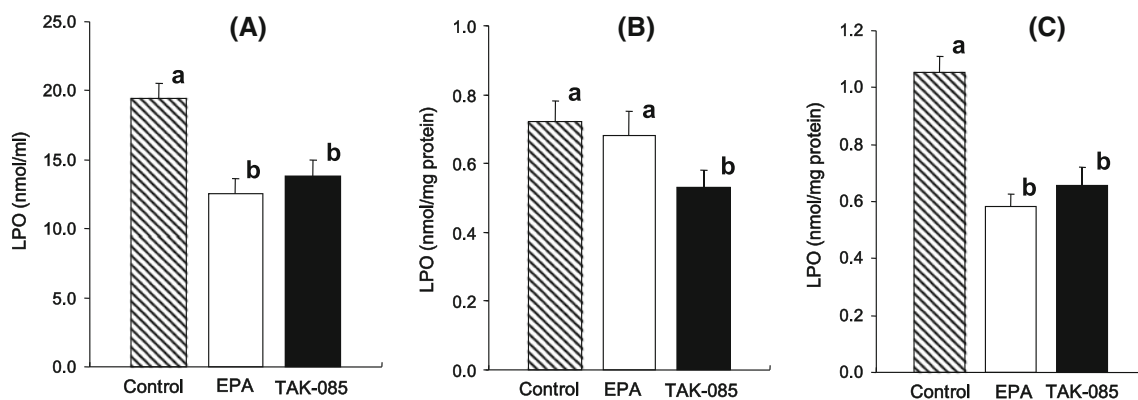 (A)
LPO (nmol/ml)
25.0
20.0
15.0
10.0
5.0
0.0
a
b
b
Control EPA TAK-085
(B)
LPO (nmol/mg protein)
1.0
0.8
0.6
0.4
0.2
0.0
a
a
b
Control EPA TAK-085
(C)
LPO (nmol/mg protein)
1.2
1.0
0.8
0.6
0.4
0.2
0.0
a
b
b
Control EPA TAK-085